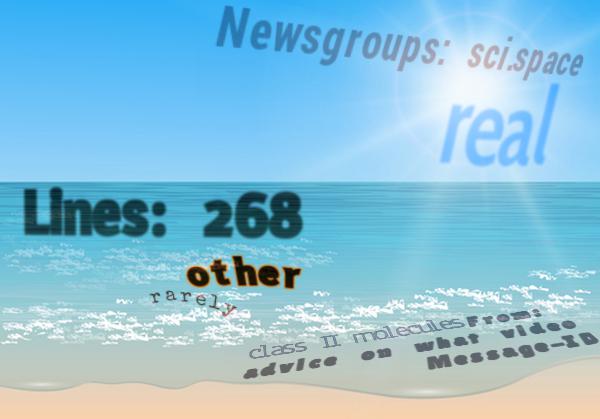 Newsgroups: sci.space
real
Lines: 268
other
rarely
class II molecules
From:
advice on what video
Message-ID